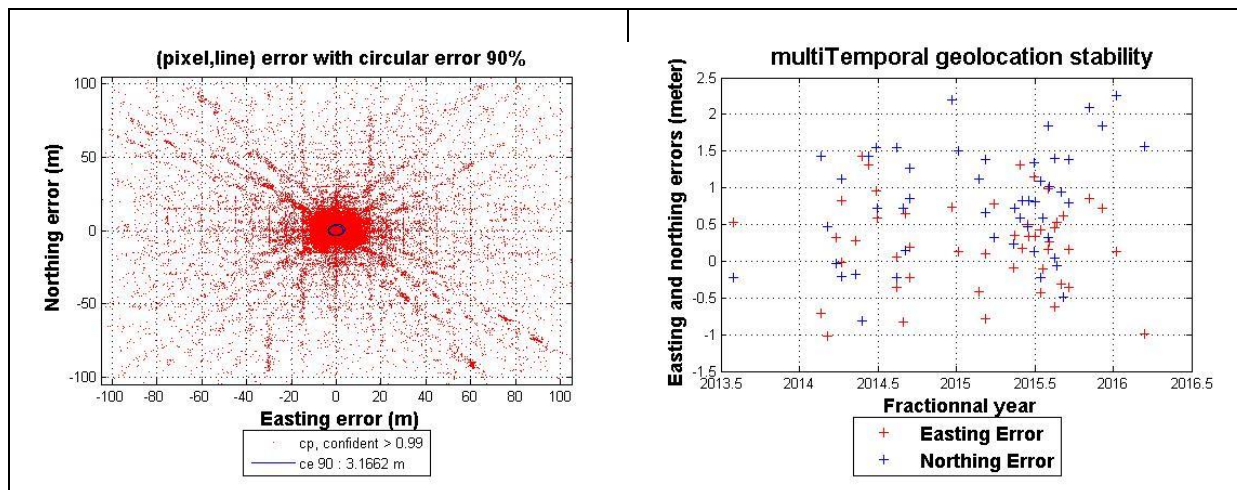 (pixel,line) error with circular error 90%
Northing error (m)
100
50
0
-50
-100
-100 -80 -60 -40 -20 0 20 40 60 80 100
Easting error (m)
cp, confident > 0.99
ce 90 : 3.1662 m
multiTemporal geolocation stability
Easting and northing errors (meter)
2.5
2
1.5
1
0.5
0
-0.5
-1
-1.5
2013.5 2014 2014.5 2015 2015.5 2016 2016.5
Fractionnal year
Easting Error
Northing Error